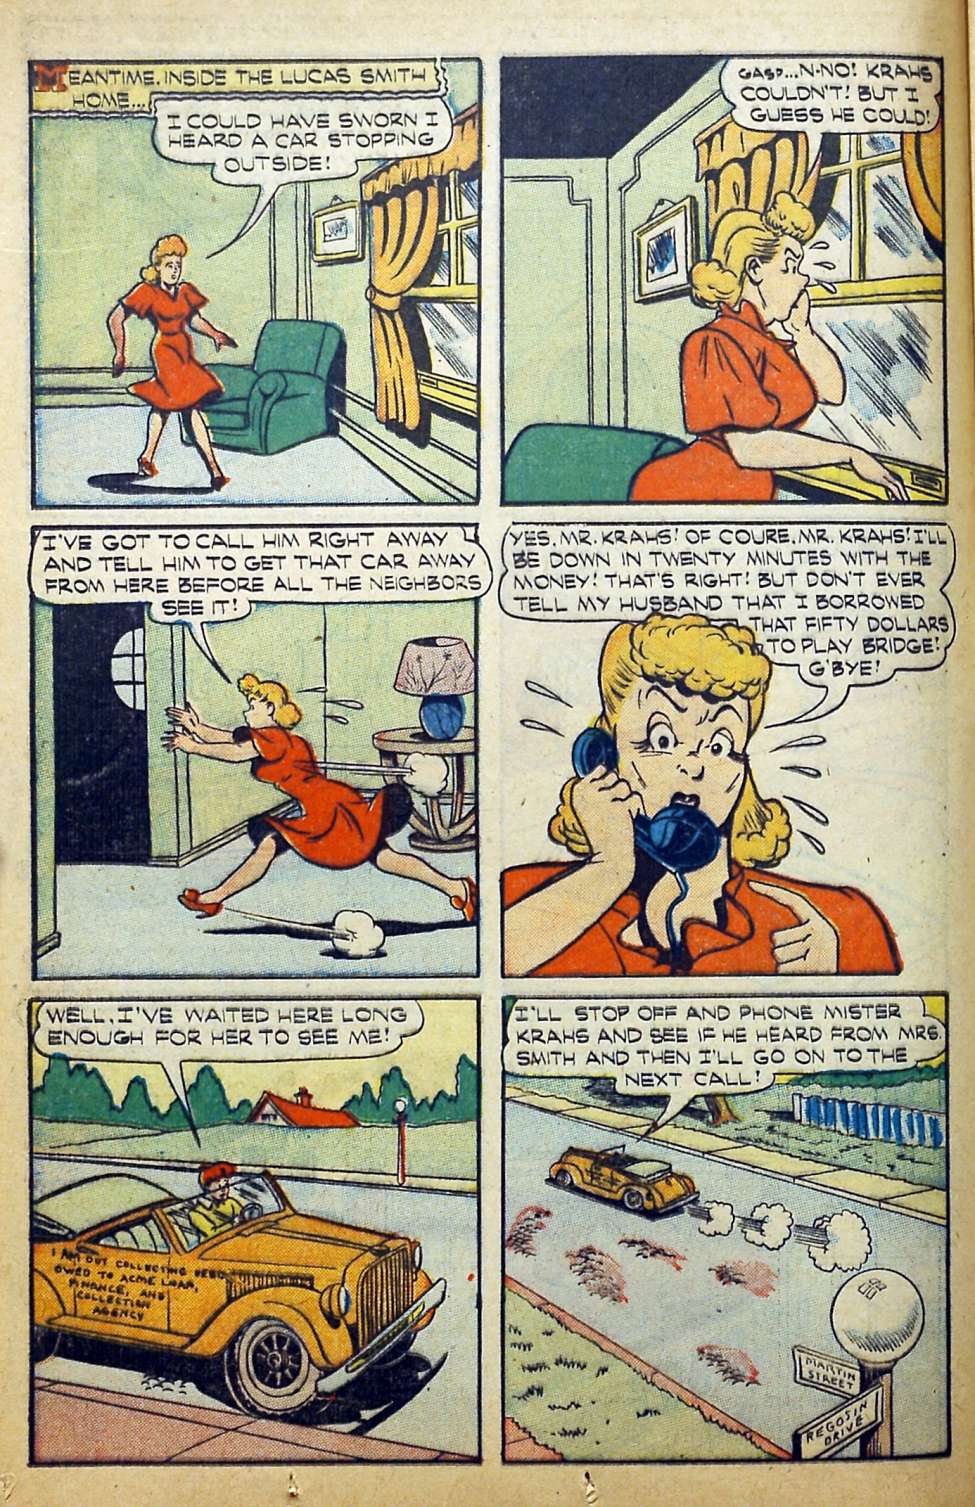 MEANTIME, INSIDE THE LUCAS SMITH
HOME...
I COULD HAVE SWORN I
HEARD A CAR STOPPING
OUTSIDE!
GASP...N-NO! KRAHS
COULDN'T! BUT I
GUESS HE COULD!
I'VE GOT TO CALL HIM RIGHT AWAY
AND TELL HIM TO GET THAT CAR AWAY
FROM HERE BEFORE ALL THE NEIGHBORS
SEE IT!
YES, MR. KRAHS! OF COURE, MR. KRAHS! I'LL
BE DOWN IN TWENTY MINUTES WITH THE
MONEY! THAT'S RIGHT! BUT DON'T EVER
TELL MY HUSBAND THAT I BORROWED
THAT FIFTY DOLLARS
TO PLAY BRIDGE!
G'BYE!
WELL, I'VE WAITED HERE LONG
ENOUGH FOR HER TO SEE ME!
I AM OUT COLLECTING
OWED TO ACME LOAN,
FINANCE, AND
COLLECTION
AGENCY
I'LL STOP OFF AND PHONE MISTER
KRAHS AND SEE IF HE HEARD FROM MRS.
SMITH AND THEN I'LL GO ON TO THE
NEXT CALL!
MARTIN
STREET
REGOSIN
DRIVE